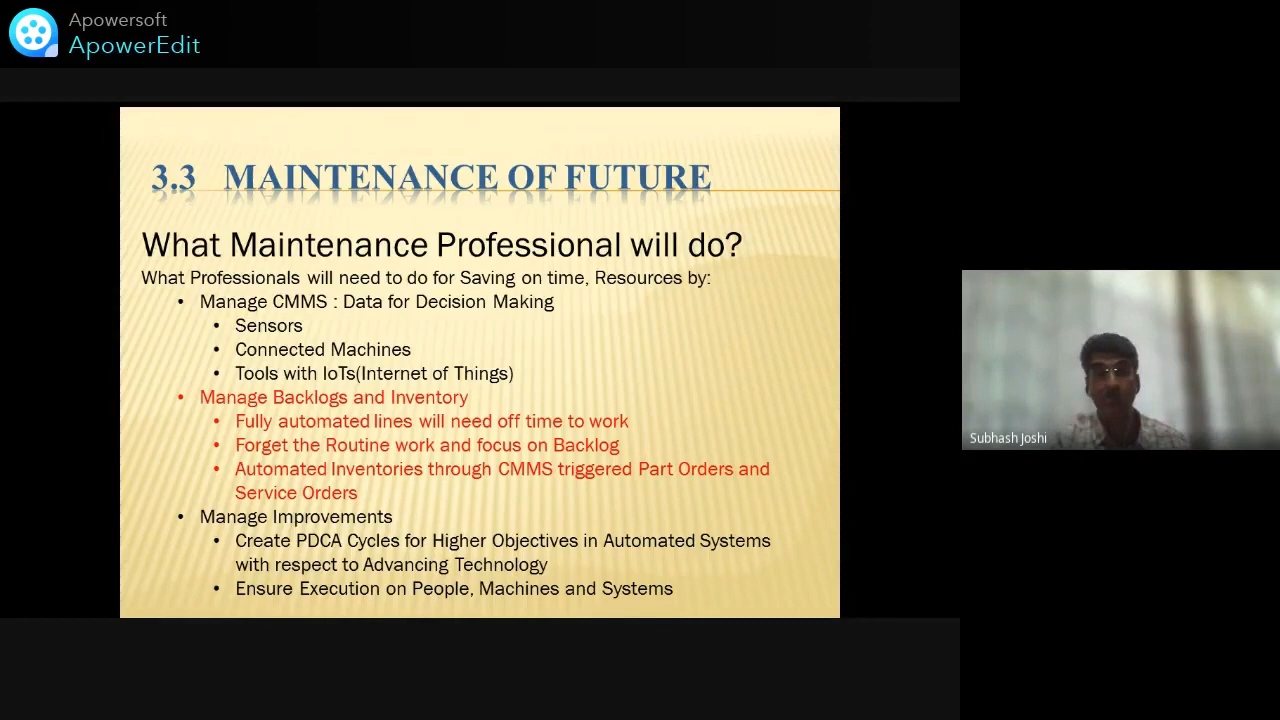 Apowersoft
ApowerEdit
3.3 MAINTENANCE OF FUTURE
What Maintenance Professional will do?
What Professionals will need to do for Saving on time, Resources by:
• Manage CMMS : Data for Decision Making
• Sensors
• Connected Machines
• Tools with IoTs(Internet of Things)
• Manage Backlogs and Inventory
• Fully automated lines will need off time to work
• Forget the Routine work and focus on Backlog
• Automated Inventories through CMMS triggered Part Orders and
Service Orders
• Manage Improvements
• Create PDCA Cycles for Higher Objectives in Automated Systems
with respect to Advancing Technology
• Ensure Execution on People, Machines and Systems
Subhash Joshi